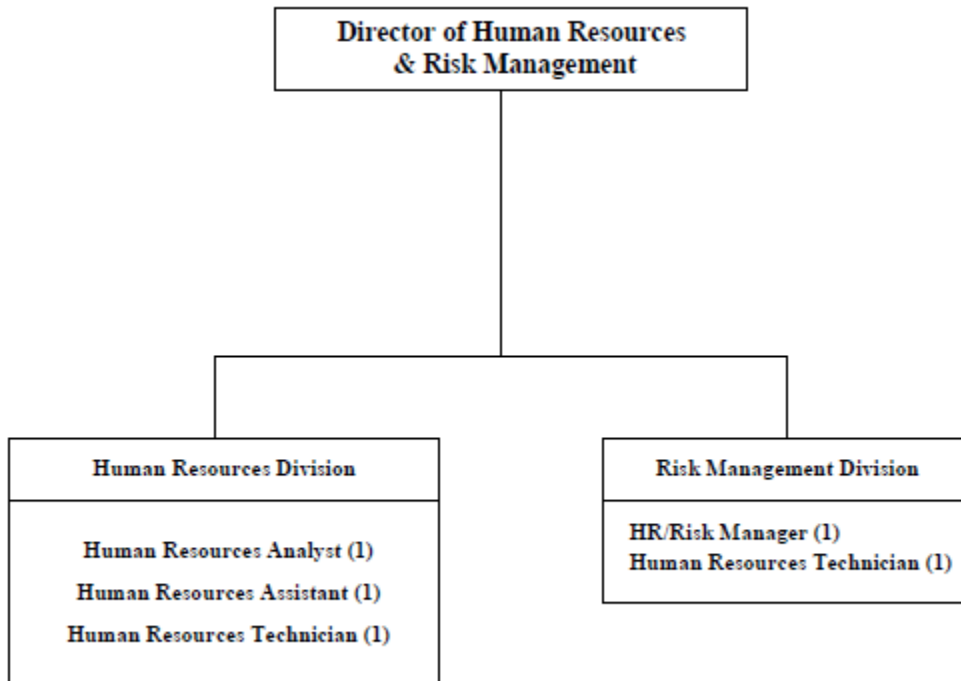 Director of Human Resources
& Risk Management
Human Resources Division
Human Resources Analyst (1)
Human Resources Assistant (1)
Human Resources Technician (1)
Risk Management Division
HR/Risk Manager (1)
Human Resources Technician (1)